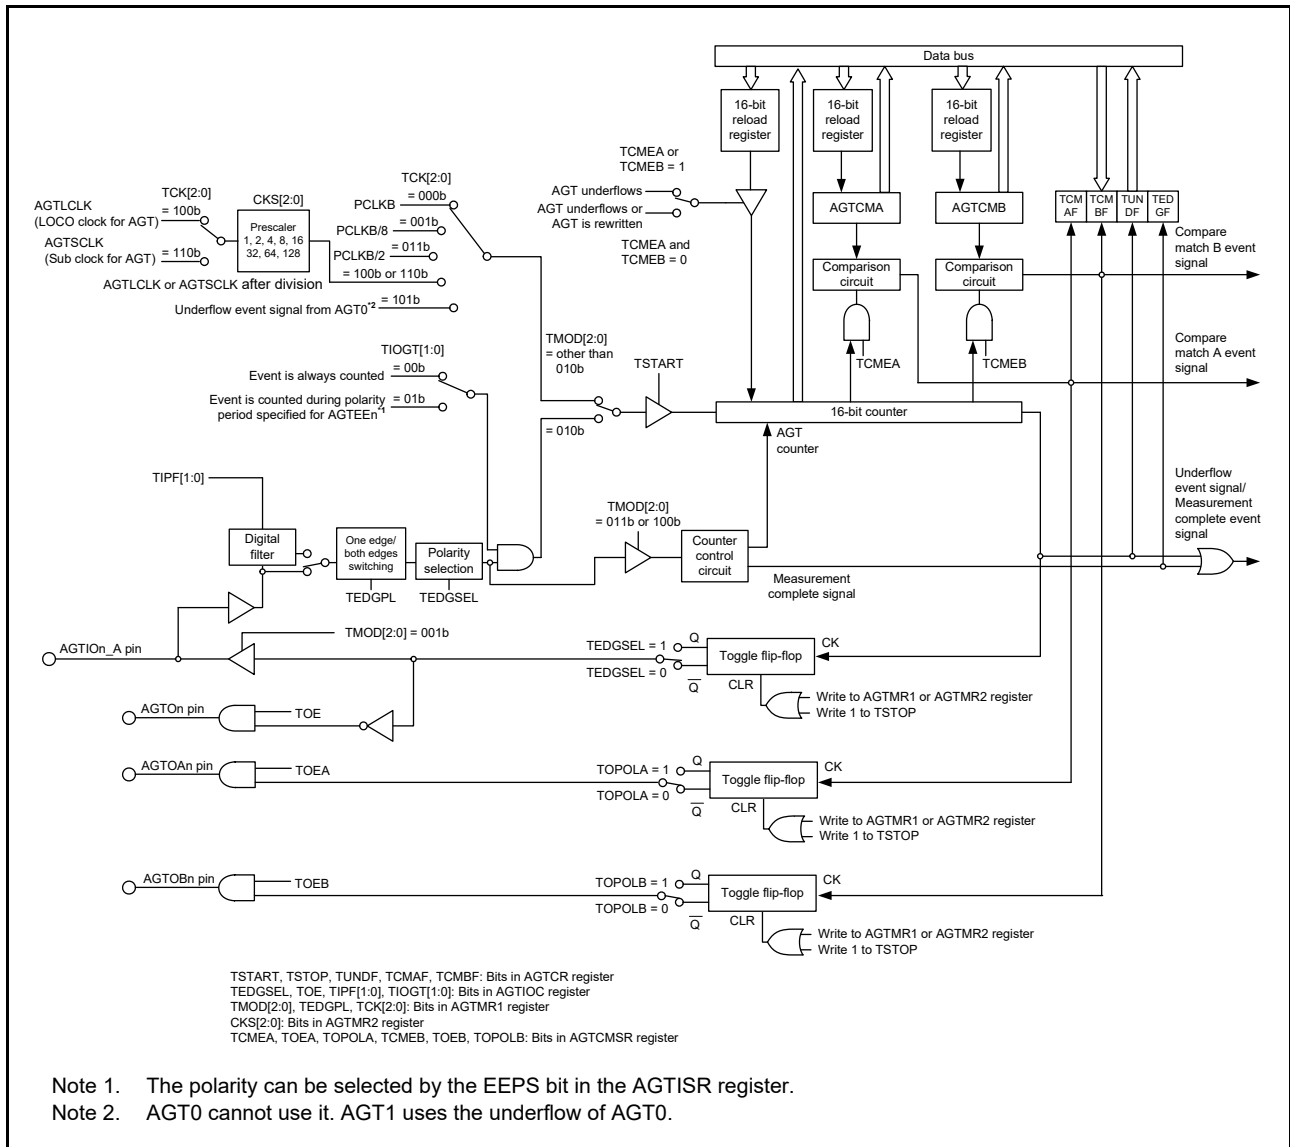 Data bus
16-bit
reload
register
16-bit
reload
register
16-bit
reload
register
TCMEA or
TCMEB = 1
AGT underflows
AGT underflows or
AGT is rewritten
TCMEA and
TCMEB = 0
AGTCMA
AGTCMB
TCM
AF
TCM
BF
TUN
DF
TED
GF
Comparison
circuit
Comparison
circuit
TCMEA
TCMEB
Compare
match B event
signal
Compare
match A event
signal
Underflow
event signal/
Measurement
complete event
signal
AGTLCLK
(LOCO clock for AGT)
AGTSCLK
(Sub clock for AGT)
TCK[2:0]
= 100b
= 110b
CKS[2:0]
Prescaler
1, 2, 4, 8, 16
32, 64, 128
TCK[2:0]
= 000b
PCLKB
= 001b
PCLKB/8
= 011b
PCLKB/2
= 100b or 110b
AGTLCLK or AGTSCLK after division
= 101b
Underflow event signal from AGT0*2
TIOGT[1:0]
= 00b
Event is always counted
= 01b
Event is counted during polarity
period specified for AGTEEn*1
TMOD[2:0]
= other than
010b
= 010b
TSTART
16-bit counter
AGT
counter
TIPF[1:0]
Digital
filter
One edge/
both edges
switching
Polarity
selection
TEDGPL
TEDGSEL
TMOD[2:0]
= 011b or 100b
Counter
control
circuit
Measurement
complete signal
TMOD[2:0] = 001b
AGTIOn_A pin
TEDGSEL = 1
TEDGSEL = 0
Q
Q
Toggle flip-flop
CK
CLR
Write to AGTMR1 or AGTMR2 register
Write 1 to TSTOP
AGTOn pin
TOE
AGTOAn pin
TOEA
TOPOLA = 1
TOPOLA = 0
Q
Q
Toggle flip-flop
CK
CLR
Write to AGTMR1 or AGTMR2 register
Write 1 to TSTOP
AGTOBn pin
TOEB
TOPOLB = 1
TOPOLB = 0
Q
Q
Toggle flip-flop
CK
CLR
Write to AGTMR1 or AGTMR2 register
Write 1 to TSTOP
TSTART, TSTOP, TUNDF, TCMAF, TCMBF: Bits in AGTCR register
TEDGSEL, TOE, TIPF[1:0], TIOGT[1:0]: Bits in AGTIOC register
TMOD[2:0], TEDGPL, TCK[2:0]: Bits in AGTMR1 register
CKS[2:0]: Bits in AGTMR2 register
TCMEA, TOEA, TOPOLA, TCMEB, TOEB, TOPOLB: Bits in AGTCMSR register
Note 1. The polarity can be selected by the EEPS bit in the AGTISR register.
Note 2. AGT0 cannot use it. AGT1 uses the underflow of AGT0.